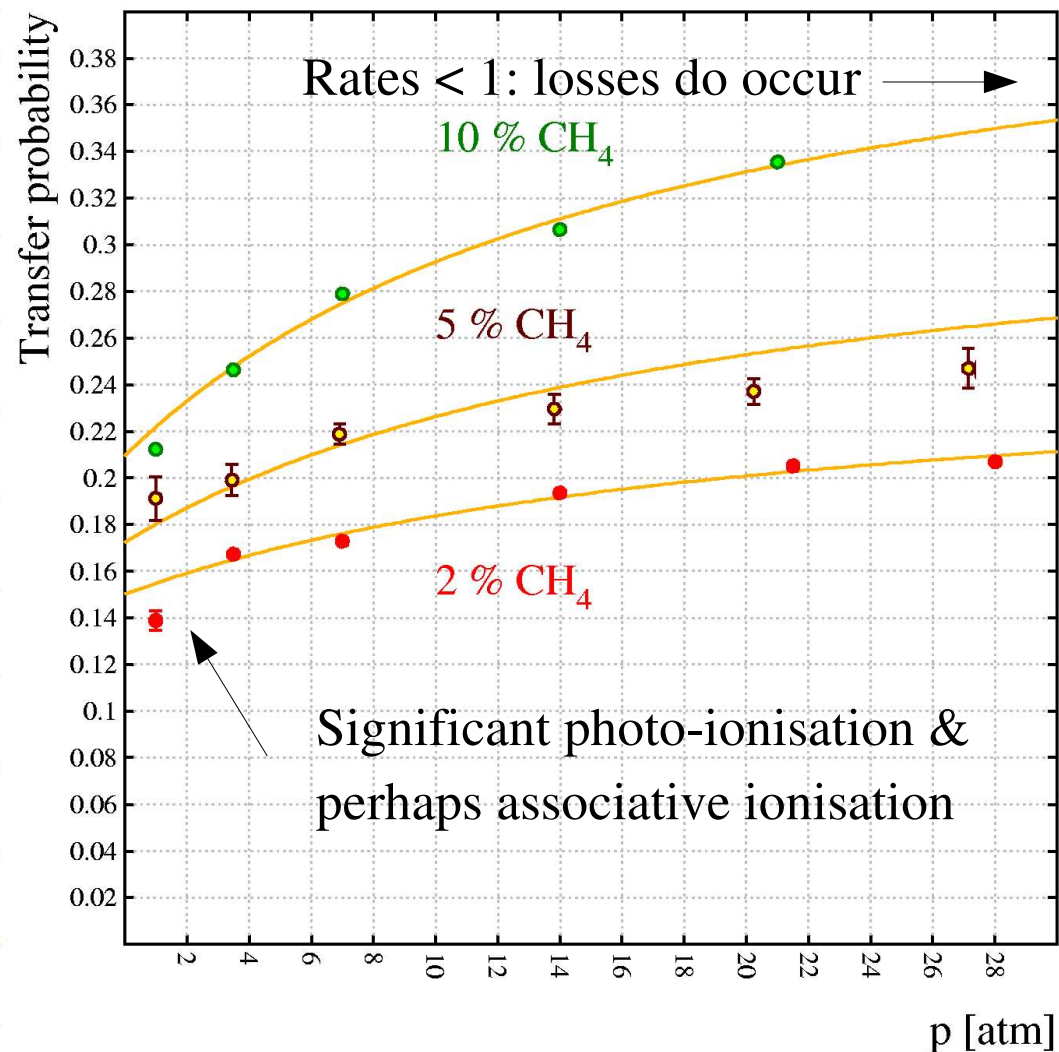 Transfer probability
0.38
0.36
0.34
0.32
0.3
0.28
0.26
0.24
0.22
0.2
0.18
0.16
0.14
0.12
0.1
0.08
0.06
0.04
0.02
Rates < 1: losses do occur
10 % CH₄
5 % CH₄
2 % CH₄
Significant photo-ionisation &
perhaps associative ionisation
2 4 6 8 10 12 14 16 18 20 22 24 26 28
p [atm]